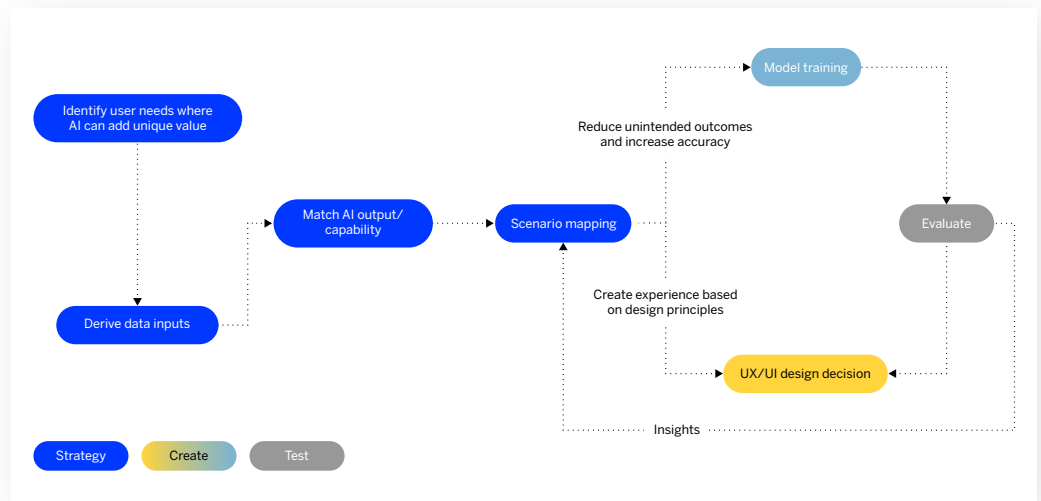 Identify user needs where
AI can add unique value
Derive data inputs
Match AI output/
capability
Scenario mapping
Reduce unintended outcomes
and increase accuracy
Model training
Evaluate
Create experience based
on design principles
UX/UI design decision
Insights
Strategy
Create
Test